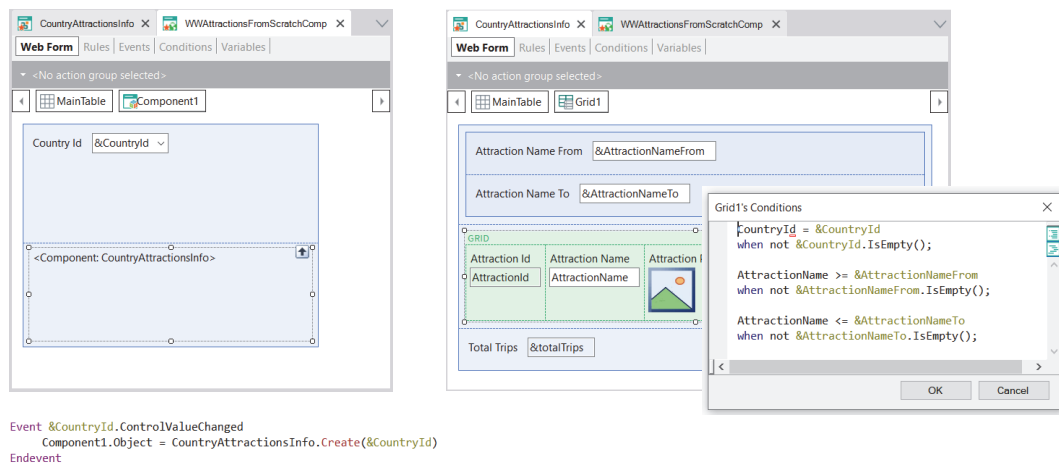 CountryAttractionsInfo
WWAttractionsFromScratchComp
Web Form Rules Events Conditions Variables
<No action group selected>
MainTable Component1
Country Id &CountryId
<Component: CountryAttractionsInfo>
CountryAttractionsInfo
WWAttractionsFromScratchComp
Web Form Rules Events Conditions Variables
<No action group selected>
MainTable Grid1
Attraction Name From &AttractionNameFrom
Attraction Name To &AttractionNameTo
GRID
Attraction Id Attraction Name Attraction
AttractionId AttractionName
Total Trips &totalTrips
Grid1's Conditions
CountryId = &CountryId
when not &CountryId.IsEmpty();
AttractionName >= &AttractionNameFrom
when not &AttractionNameFrom.IsEmpty();
AttractionName <= &AttractionNameTo
when not &AttractionNameTo.IsEmpty();
OK Cancel
Event &CountryId.ControlValueChanged
Component1.Object = CountryAttractionsInfo.Create(&CountryId)
Endevent